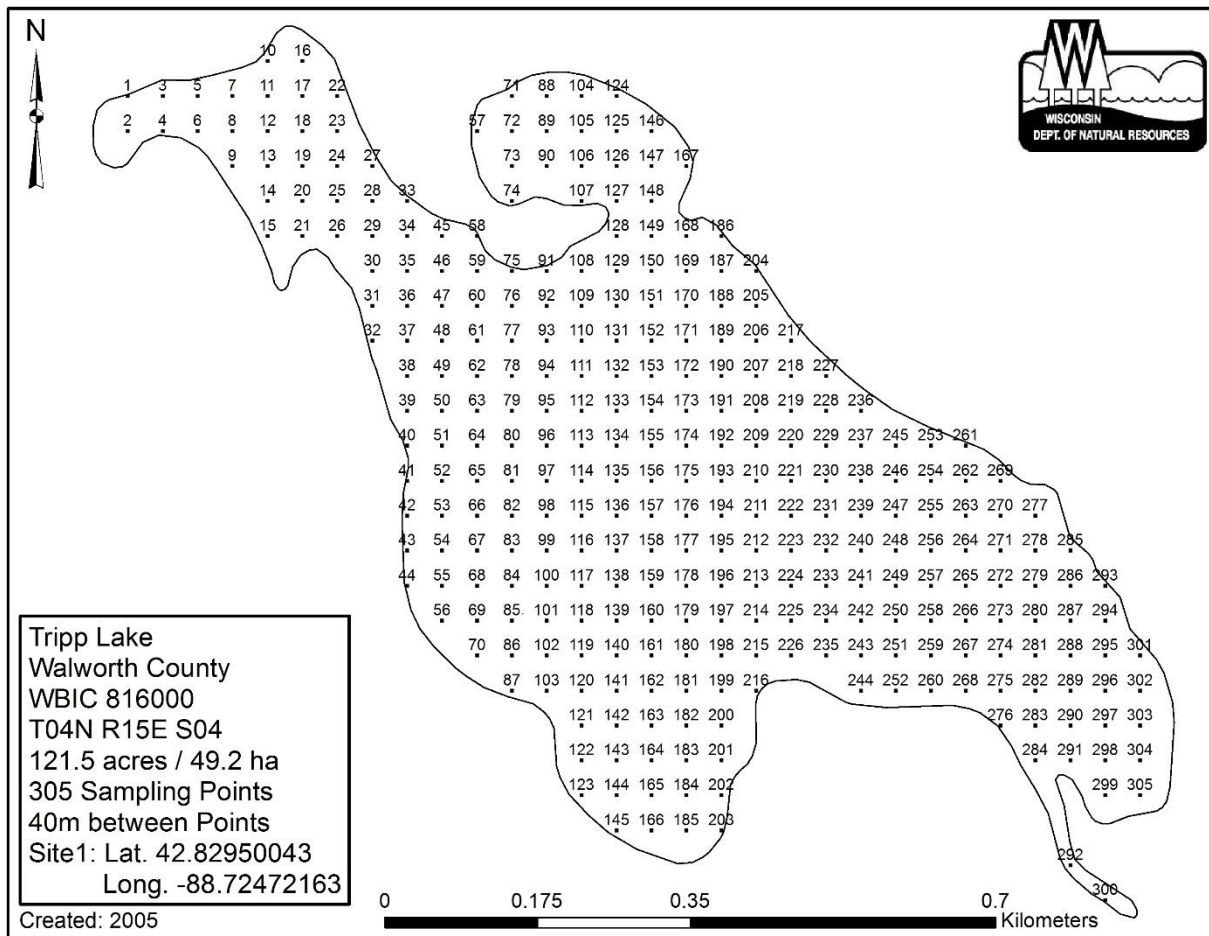 N
10 16
71 88 104 124
1 3 5 7 11 17 22
57 72 89 105 125 146
2 4 6 8 12 18 23
WISCONSIN
DEPT. OF NATURAL RESOURCES
9 13 19 24 27 73 90 106 126 147 167
14 20 25 28 33 74 107 127 148
15 21 26 29 34 45 58 128 149 168 186
30 35 46 59 75 91 108 129 150 169 187 204
31 36 47 60 76 92 109 130 151 170 188 205
32 37 48 61 77 93 110 131 152 171 189 206 217
38 49 62 78 94 111 132 153 172 190 207 218 227
39 50 63 79 95 112 133 154 173 191 208 219 228 236
40 51 64 80 96 113 134 155 174 192 209 220 229 237 245 253 261
41 52 65 81 97 114 135 156 175 193 210 221 230 238 246 254 262 269
42 53 66 82 98 115 136 157 176 194 211 222 231 239 247 255 263 270 277
43 54 67 83 99 116 137 158 177 195 212 223 232 240 248 256 264 271 278 285
44 55 68 84 100 117 138 159 178 196 213 224 233 241 249 257 265 272 279 286 293
56 69 85 101 118 139 160 179 197 214 225 234 242 250 258 266 273 280 287 294
70 86 102 119 140 161 180 198 215 226 235 243 251 259 267 274 281 288 295 301
87 103 120 141 162 181 199 216 244 252 260 268 275 282 289 296 302
121 142 163 182 200 276 283 290 297 303
122 143 164 183 201 284 291 298 304
123 144 165 184 202 299 305
145 166 185 203
292
300
Tripp Lake
Walworth County
WBIC 816000
T04N R15E S04
121.5 acres / 49.2 ha
305 Sampling Points
40m between Points
Site1: Lat. 42.82950043
Long. -88.72472163
Created: 2005
0 0.175 0.35 0.7
Kilometers